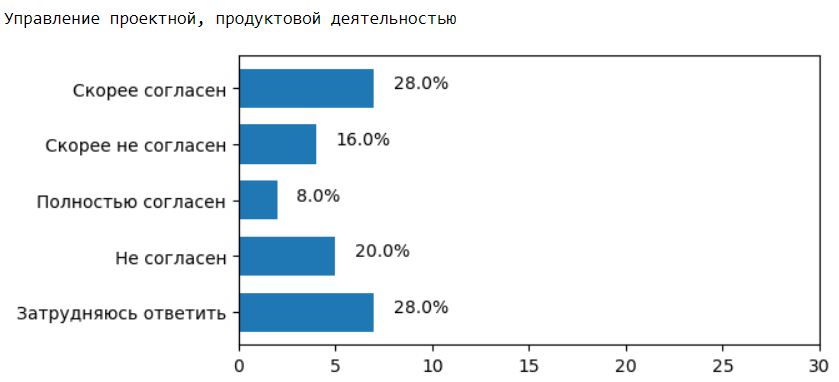 Управление проектной, продуктовой деятельностью
Скорее согласен 28.0%
Скорее не согласен 16.0%
Полностью согласен 8.0%
Не согласен 20.0%
Затрудняюсь ответить 28.0%
0 5 10 15 20 25 30